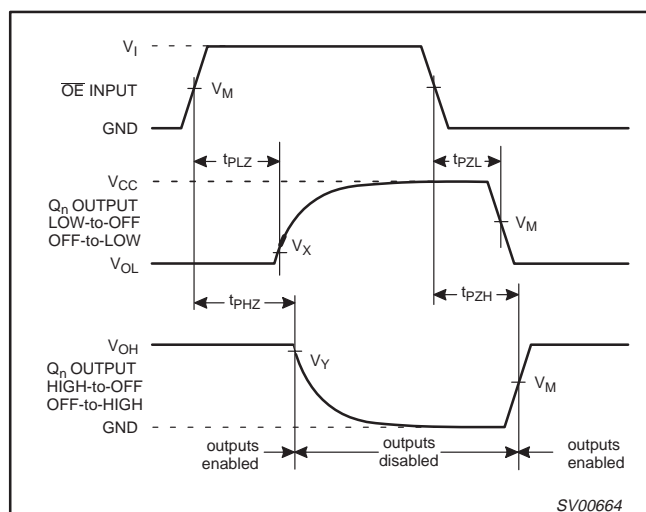 V_I
OE INPUT
V_M
GND
t_PLZ
t_PZL
V_CC
Q_n OUTPUT
LOW-to-OFF
OFF-to-LOW
V_M
V_X
V_OL
t_PHZ
t_PZH
V_OH
V_Y
Q_n OUTPUT
HIGH-to-OFF
OFF-to-HIGH
V_M
GND
outputs
enabled
outputs
disabled
outputs
enabled
SV00664